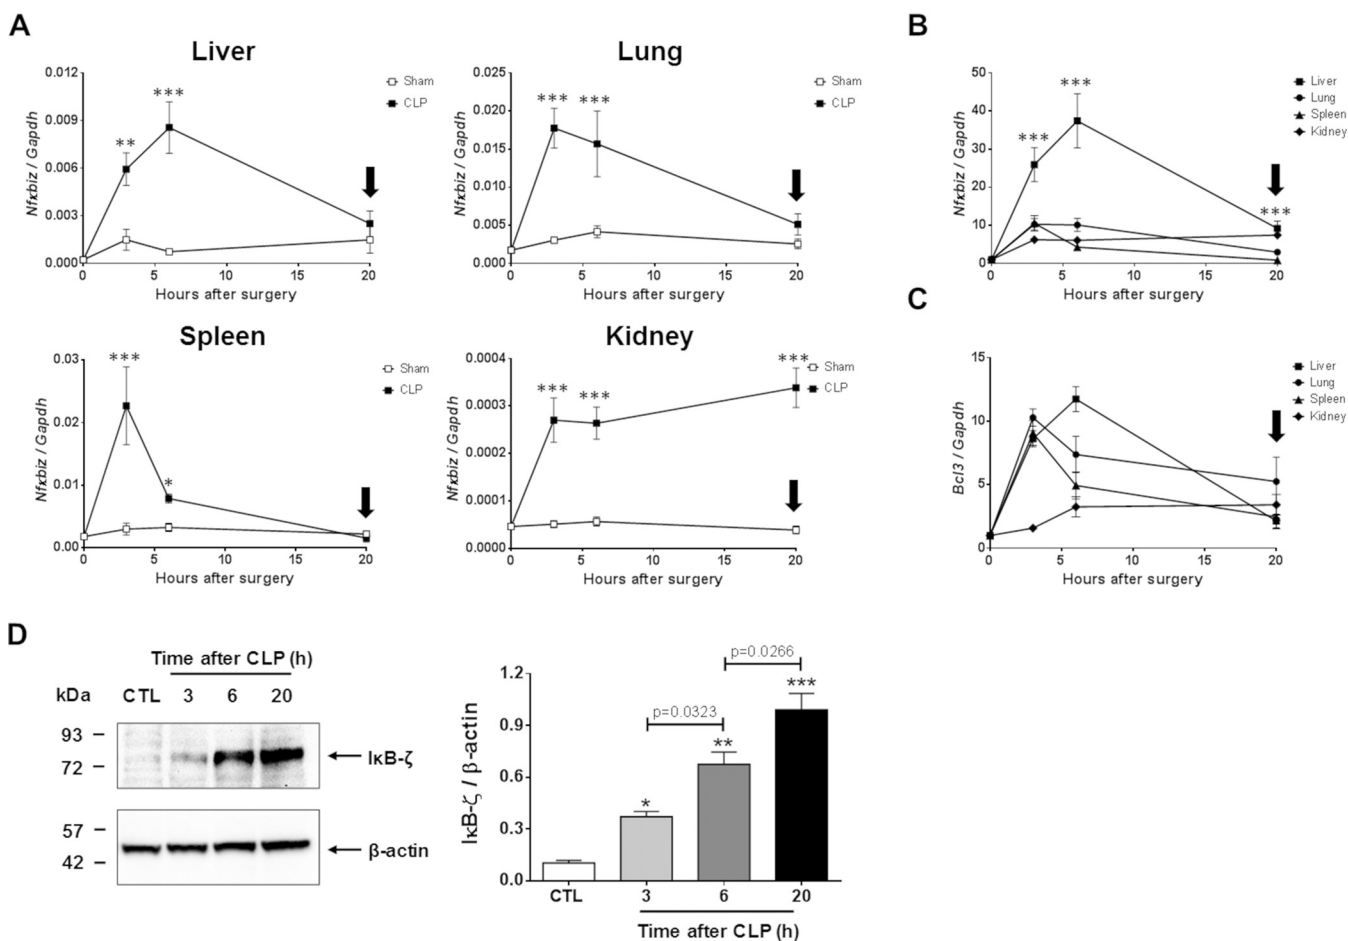 A
Liver
0.012
0.009
0.006
0.003
0.000
Nfκbiz / Gapdh
***
**
Sham
CLP
0 5 10 15 20
Hours after surgery
Lung
0.025
0.020
0.015
0.010
0.005
0.000
Nfκbiz / Gapdh
*** ***
Sham
CLP
0 5 10 15 20
Hours after surgery
B
50
40
30
20
10
0
Nfκbiz / Gapdh
***
***
***
Liver
Lung
Spleen
Kidney
0 5 10 15 20
Hours after surgery
Spleen
0.03
0.02
0.01
0.00
Nfκbiz / Gapdh
***
*
Sham
CLP
0 5 10 15 20
Hours after surgery
Kidney
0.0004
0.0003
0.0002
0.0001
0.0000
Nfκbiz / Gapdh
*** *** ***
Sham
CLP
0 5 10 15 20
Hours after surgery
C
15
10
5
0
Bcl3 / Gapdh
Liver
Lung
Spleen
Kidney
0 5 10 15 20
Hours after surgery
D
Time after CLP (h)
kDa CTL 3 6 20
93
72
IκB-ζ
57
42
β-actin
p=0.0266
p=0.0323
1.2
0.9
0.6
0.3
0.0
IκB-ζ / β-actin
*
**
***
CTL 3 6 20
Time after CLP (h)